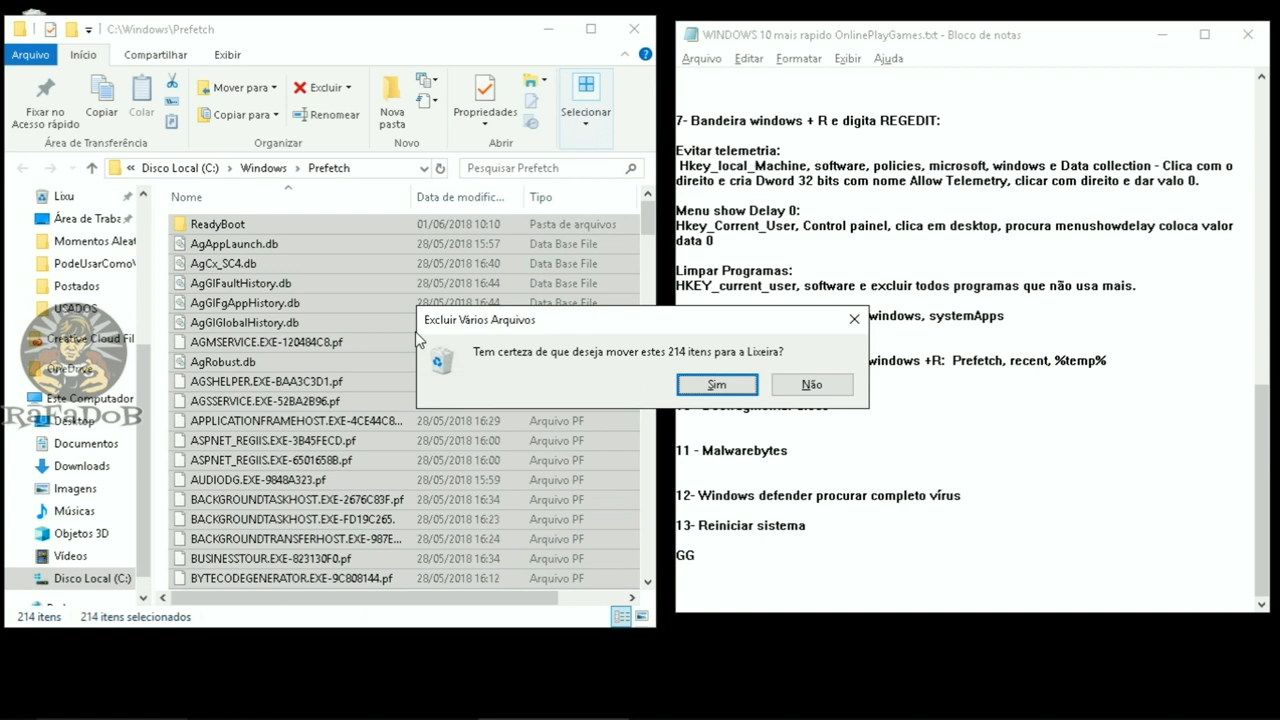 C:\Windows\Prefetch
Arquivo
Início
Compartilhar
Exibir
Fixar no
Acesso rápido
Copiar
Colar
Mover para
Copiar para
Excluir
Renomear
Nova
pasta
Propriedades
Selecionar
Área de Transferência
Organizar
Novo
Abrir
« Disco Local (C:) > Windows > Prefetch
Pesquisar Prefetch
Lixu
Área de Traba
Momentos Aleat
PodeUsarComoV
Postados
USADOS
Creative Cloud Fil
OneDrive
Este Computador
Desktop
Documentos
Downloads
Imagens
Músicas
Objetos 3D
Vídeos
Disco Local (C:)
RaFaDoB
Nome Data de modific... Tipo
ReadyBoot 01/06/2018 10:10 Pasta de arquivos
AgAppLaunch.db 28/05/2018 15:57 Data Base File
AgCx_SC4.db 28/05/2018 16:40 Data Base File
AgGlFaultHistory.db 28/05/2018 16:44 Data Base File
AgGlFgAppHistory.db 28/05/2018 16:44 Data Base File
AgGlGlobalHistory.db
AGMSERVICE.EXE-120484C8.pf
AgRobust.db
AGSHELPER.EXE-BAA3C3D1.pf
AGSSERVICE.EXE-52BA2B96.pf
APPLICATIONFRAMEHOST.EXE-4CE44C8... 28/05/2018 16:29 Arquivo PF
ASPNET_REGIIS.EXE-3B45FECD.pf 28/05/2018 16:00 Arquivo PF
ASPNET_REGIIS.EXE-6501658B.pf 28/05/2018 16:00 Arquivo PF
AUDIODG.EXE-9848A323.pf 28/05/2018 15:59 Arquivo PF
BACKGROUNDTASKHOST.EXE-2676C83F.pf 28/05/2018 16:34 Arquivo PF
BACKGROUNDTASKHOST.EXE-FD19C265. 28/05/2018 16:23 Arquivo PF
BACKGROUNDTRANSFERHOST.EXE-987E... 28/05/2018 16:24 Arquivo PF
BUSINESSTOUR.EXE-823130F0.pf 28/05/2018 16:34 Arquivo PF
BYTECODEGENERATOR.EXE-9C808144.pf 28/05/2018 16:12 Arquivo PF
214 itens 214 itens selecionados
Excluir Vários Arquivos
Tem certeza de que deseja mover estes 214 itens para a Lixeira?
Sim
Não
WINDOWS 10 mais rapido OnlinePlayGames.txt - Bloco de notas
Arquivo Editar Formatar Exibir Ajuda
7- Bandeira windows + R e digita REGEDIT:
Evitar telemetria:
Hkey_local_Machine, software, policies, microsoft, windows e Data collection - Clica com o
direito e cria Dword 32 bits com nome Allow Telemetry, clicar com direito e dar valo 0.
Menu show Delay 0:
Hkey_Corrent_User, Control painel, clica em desktop, procura menushowdelay coloca valor
data 0
Limpar Programas:
HKEY_current_user, software e excluir todos programas que não usa mais.
windows, systemApps
windows +R: Prefetch, recent, %temp%
11 - Malwarebytes
12- Windows defender procurar completo vírus
13- Reiniciar sistema
GG